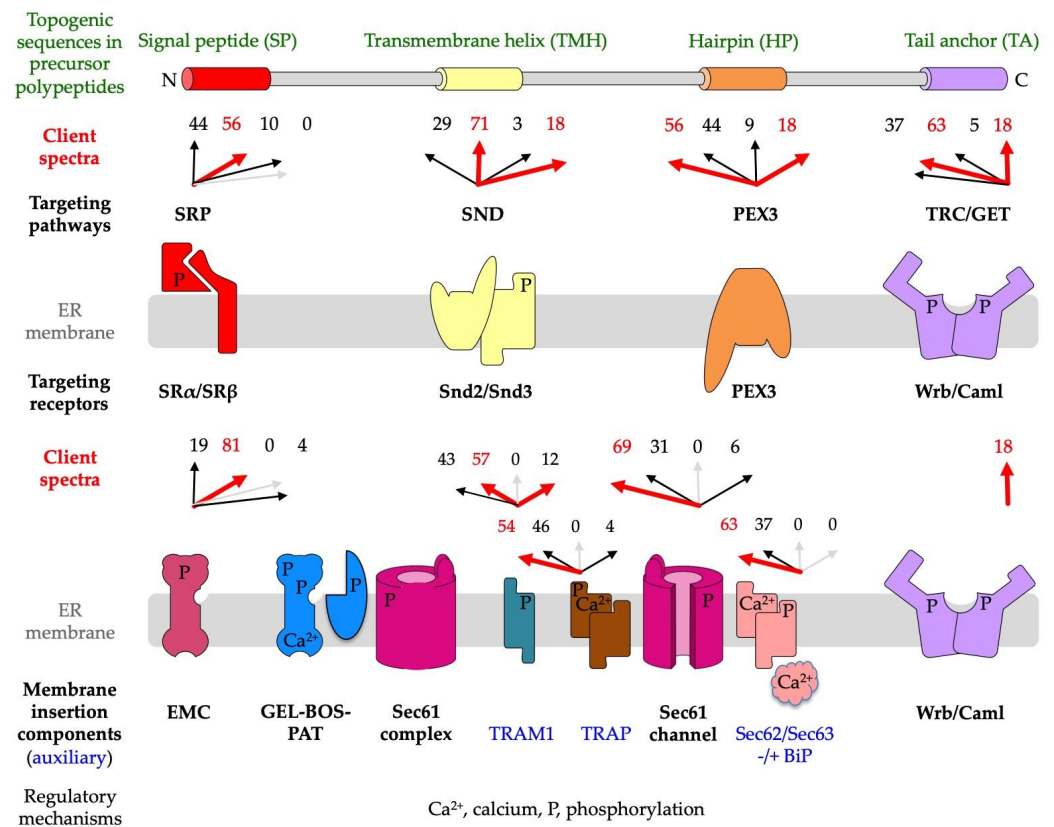 Topogenic
sequences in
precursor
polypeptides
Signal peptide (SP)
Transmembrane helix (TMH)
Hairpin (HP)
Tail anchor (TA)
N
C
Client
spectra
44 56 10 0
29 71 3 18
56 44 9 18
37 63 5 18
Targeting
pathways
SRP
SND
PEX3
TRC/GET
ER
membrane
P
P
P P
Targeting
receptors
SRα/SRβ
Snd2/Snd3
PEX3
Wrb/Caml
Client
spectra
19 81 0 4
43 57 0 12
69 31 0 6
18
54 46 0 4
63 37 0 0
ER
membrane
P
P
P
Ca²⁺
P
P
P
P
Ca²⁺
P
Ca²⁺
P
Ca²⁺
P P
Membrane
insertion
components
(auxiliary)
EMC
GEL-BOS-
PAT
Sec61
complex
TRAM1
TRAP
Sec61
channel
Sec62/Sec63
-/+ BiP
Wrb/Caml
Regulatory
mechanisms
Ca²⁺, calcium, P, phosphorylation